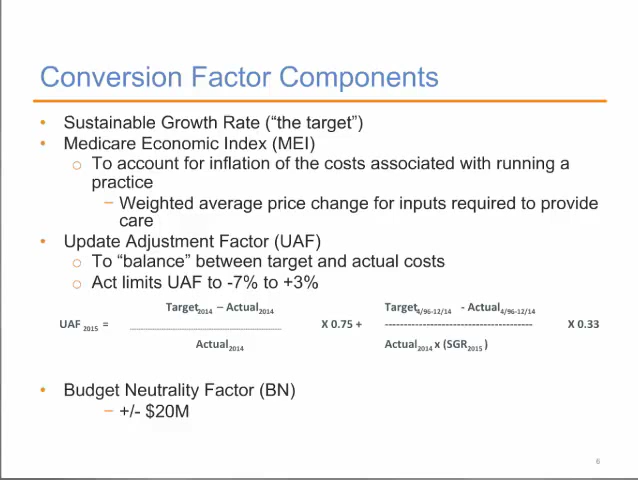 Conversion Factor Components
• Sustainable Growth Rate (“the target”)
• Medicare Economic Index (MEI)
o To account for inflation of the costs associated with running a
practice
− Weighted average price change for inputs required to provide
care
• Update Adjustment Factor (UAF)
o To “balance” between target and actual costs
o Act limits UAF to -7% to +3%
Target2014 – Actual2014 Target4/96-12/14 - Actual4/96-12/14
UAF 2015 = ---------------------------------------- X 0.75 + --------------------------------------- X 0.33
Actual2014 Actual2014 x (SGR2015 )
• Budget Neutrality Factor (BN)
− +/- $20M
6